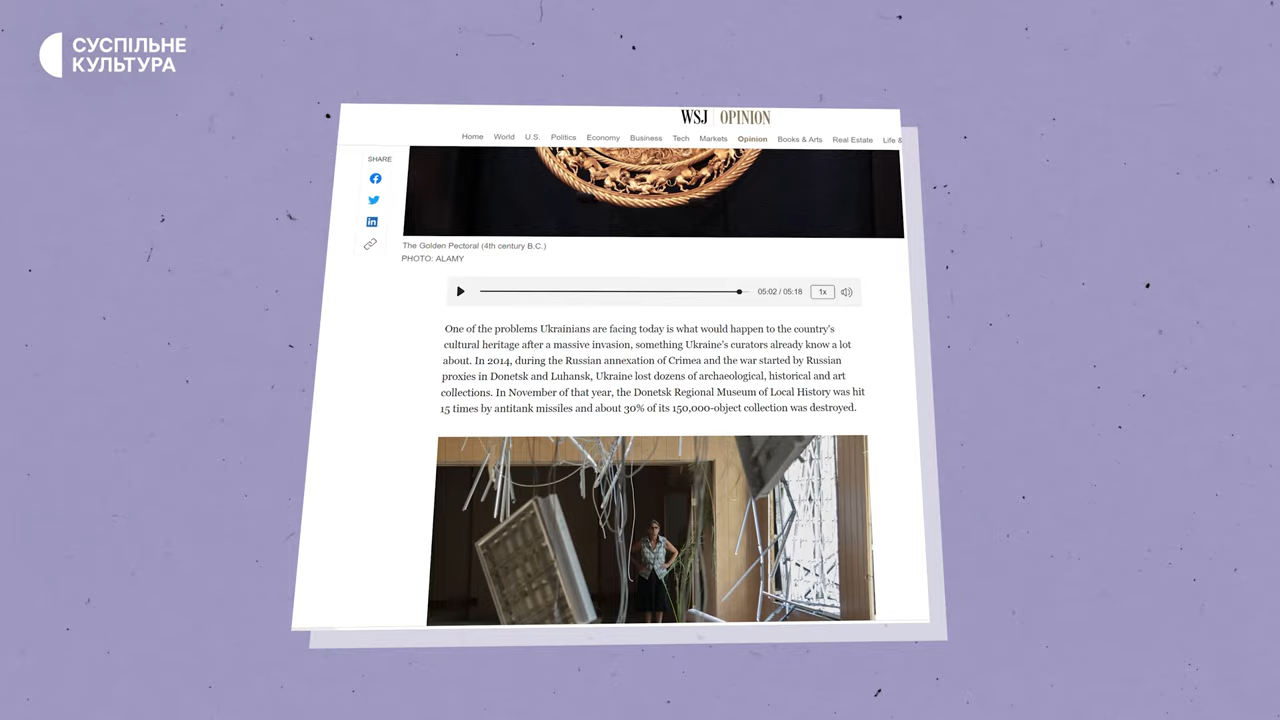 СУСПІЛЬНЕ
КУЛЬТУРА
WSJ OPINION
Home World U.S. Politics Economy Business Tech Markets Opinion Books & Arts Real Estate Life &
SHARE
The Golden Pectoral (4th century B.C.)
PHOTO: ALAMY
05:02 / 05:18 1x
One of the problems Ukrainians are facing today is what would happen to the country's
cultural heritage after a massive invasion, something Ukraine's curators already know a lot
about. In 2014, during the Russian annexation of Crimea and the war started by Russian
proxies in Donetsk and Luhansk, Ukraine lost dozens of archaeological, historical and art
collections. In November of that year, the Donetsk Regional Museum of Local History was hit
15 times by antitank missiles and about 30% of its 150,000-object collection was destroyed.